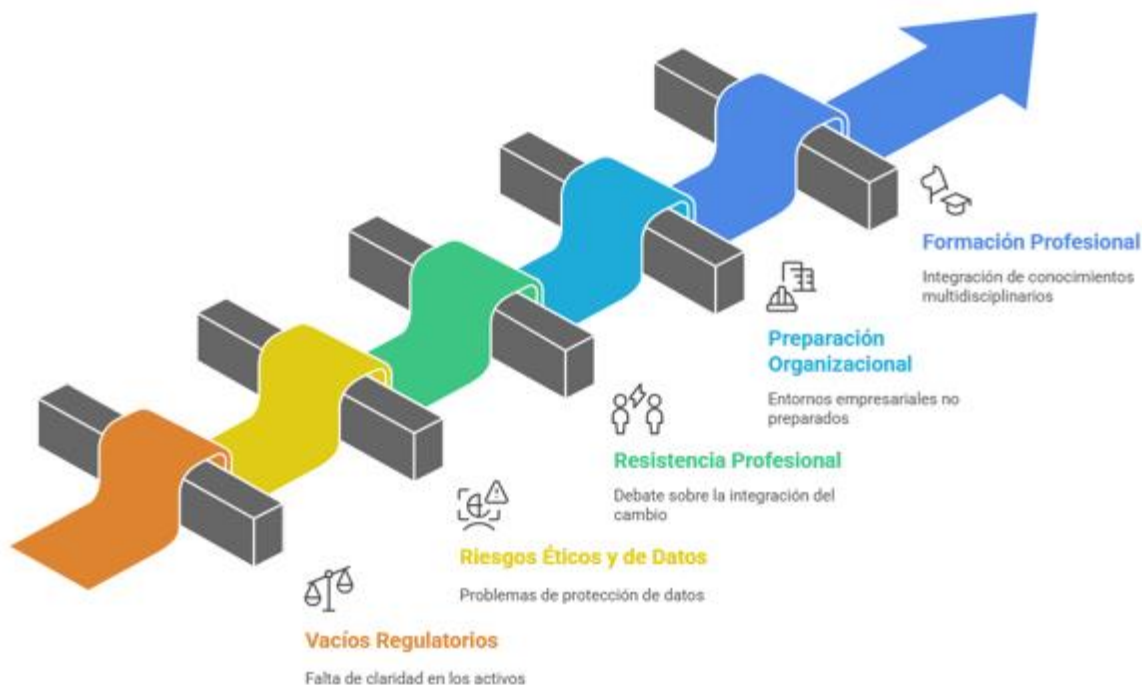 Formación Profesional
Integración de conocimientos
multidisciplinarios
Preparación
Organizacional
Entornos empresariales no
preparados
Resistencia Profesional
Debate sobre la integración del
cambio
Riesgos Éticos y de Datos
Problemas de protección de datos
Vacíos Regulatorios
Falta de claridad en los activos